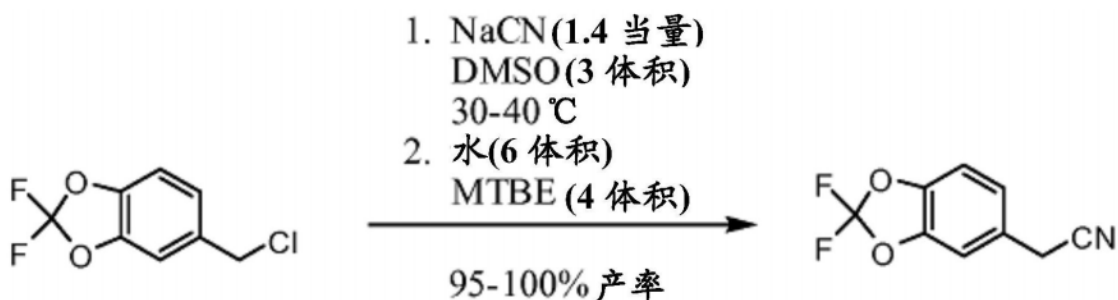 1. NaCN(1.4 当量)
DMSO(3 体积)
30-40 ℃
2. 水(6 体积)
MTBE (4 体积)
95-100% 产率
F
F
O
O
Cl
F
F
O
O
CN